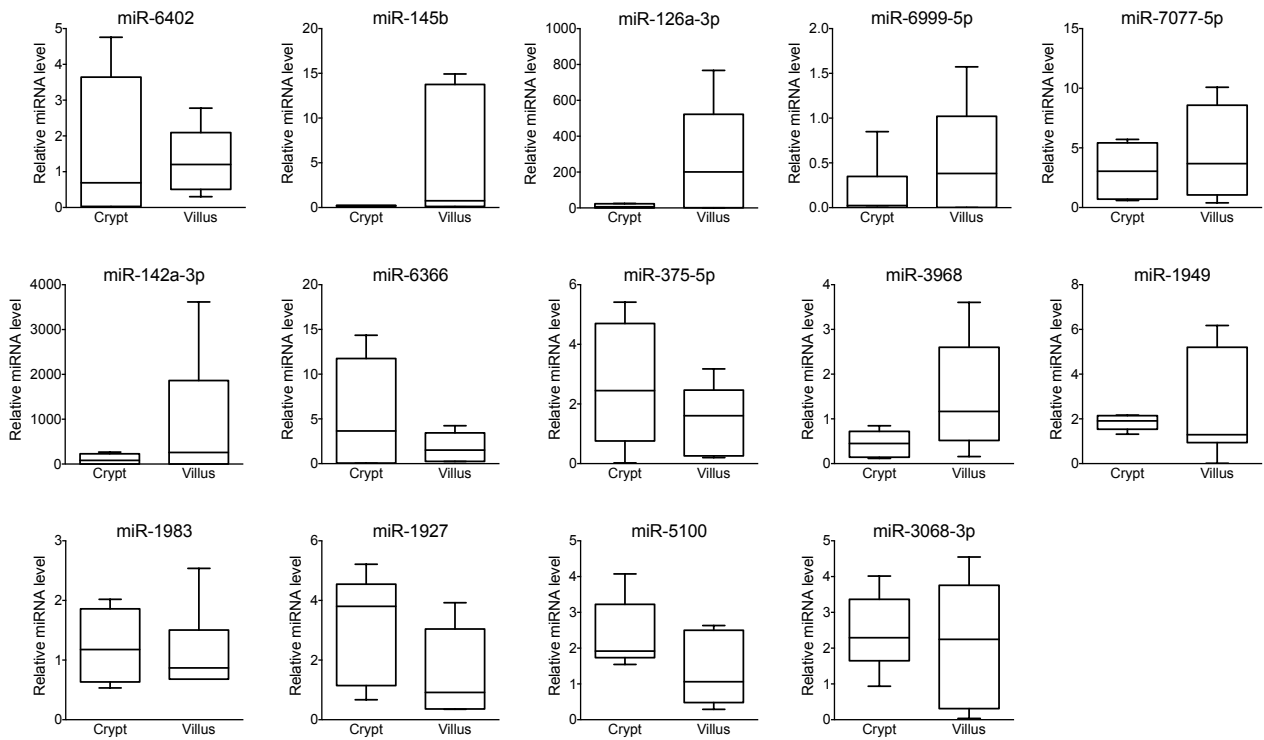 miR-6402
Relative miRNA level
5
4
3
2
1
0
Crypt Villus
miR-145b
Relative miRNA level
20
15
10
5
0
Crypt Villus
miR-126a-3p
Relative miRNA level
1000
800
600
400
200
0
Crypt Villus
miR-6999-5p
Relative miRNA level
2.0
1.5
1.0
0.5
0.0
Crypt Villus
miR-7077-5p
Relative miRNA level
15
10
5
0
Crypt Villus
miR-142a-3p
Relative miRNA level
4000
3000
2000
1000
0
Crypt Villus
miR-6366
Relative miRNA level
20
15
10
5
0
Crypt Villus
miR-375-5p
Relative miRNA level
6
4
2
0
Crypt Villus
miR-3968
Relative miRNA level
4
3
2
1
0
Crypt Villus
miR-1949
Relative miRNA level
8
6
4
2
0
Crypt Villus
miR-1983
Relative miRNA level
3
2
1
0
Crypt Villus
miR-1927
Relative miRNA level
6
4
2
0
Crypt Villus
miR-5100
Relative miRNA level
5
4
3
2
1
0
Crypt Villus
miR-3068-3p
Relative miRNA level
5
4
3
2
1
0
Crypt Villus